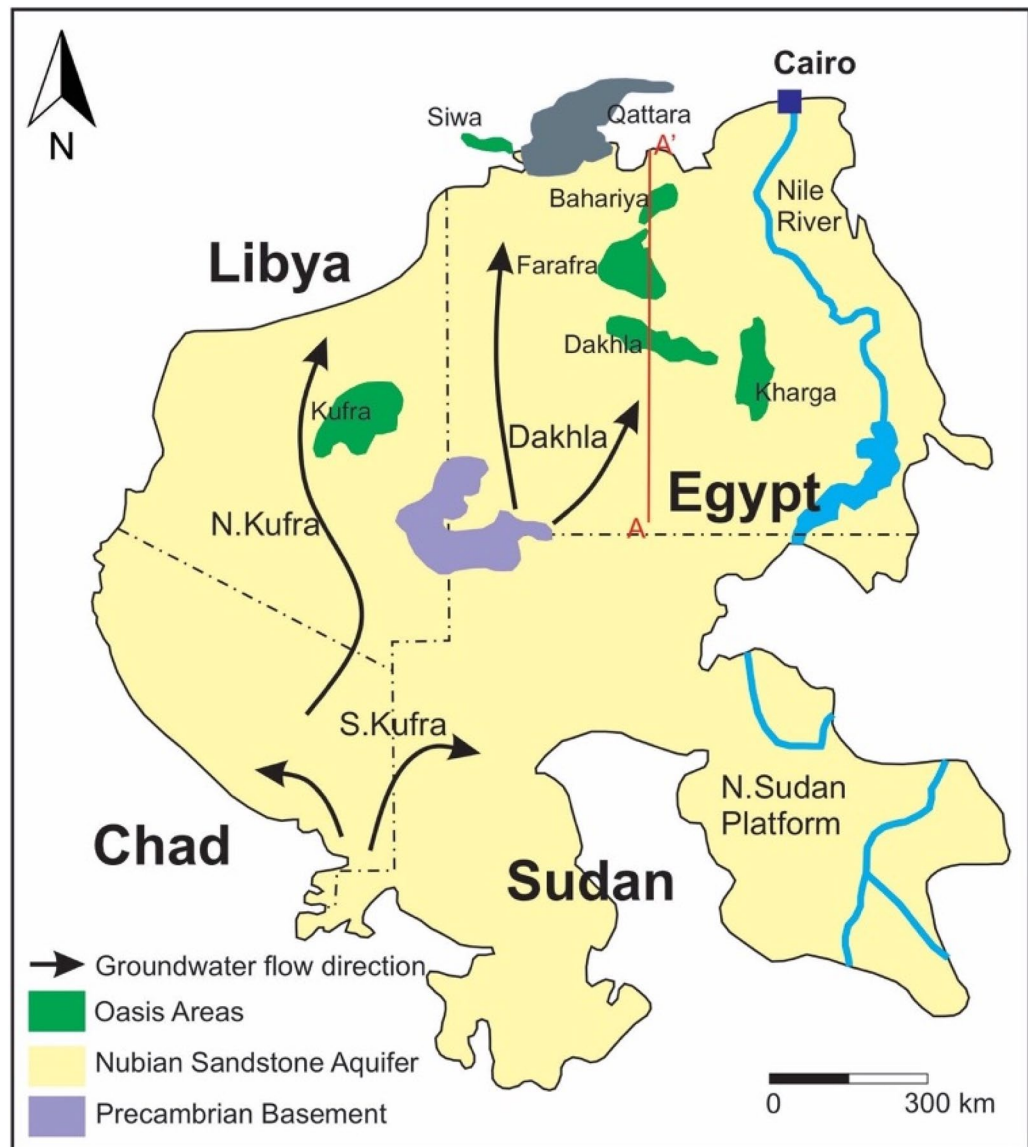 Cairo
Siwa
Qattara
A'
Bahariya
Nile
River
Libya
Farafra
Dakhla
Kharga
Kufra
Dakhla
Egypt
N.Kufra
A
S.Kufra
N.Sudan
Platform
Chad
Sudan
N
Groundwater flow direction
Oasis Areas
Nubian Sandstone Aquifer
Precambrian Basement
0 300 km